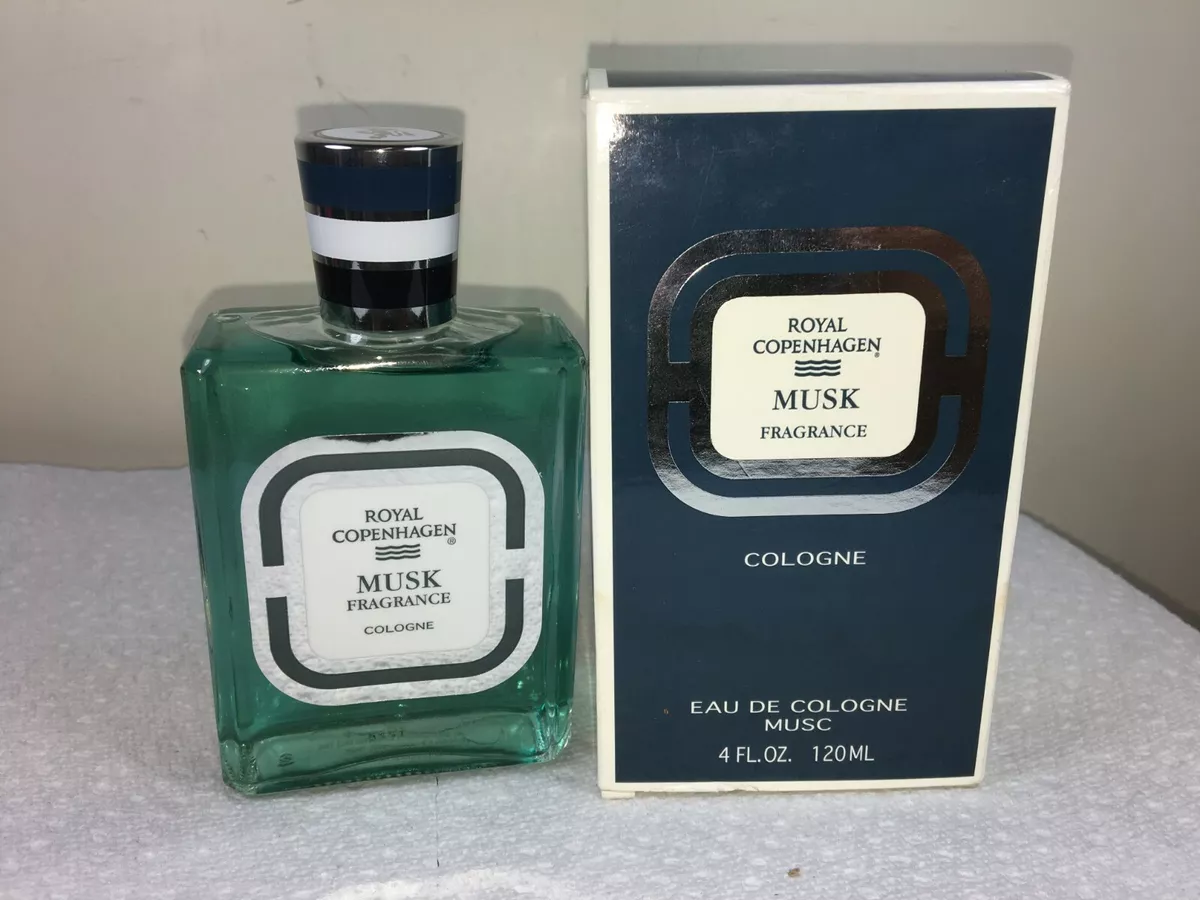 ROYAL
COPENHAGEN®
MUSK
FRAGRANCE
COLOGNE
ROYAL
COPENHAGEN®
MUSK
FRAGRANCE
COLOGNE
EAU DE COLOGNE
MUSC
4 FL.OZ. 120ML